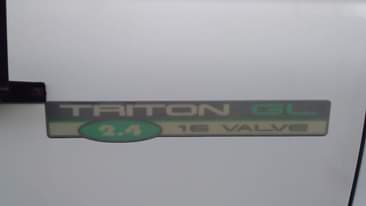 TRITON GL
2.4 16 VALVE